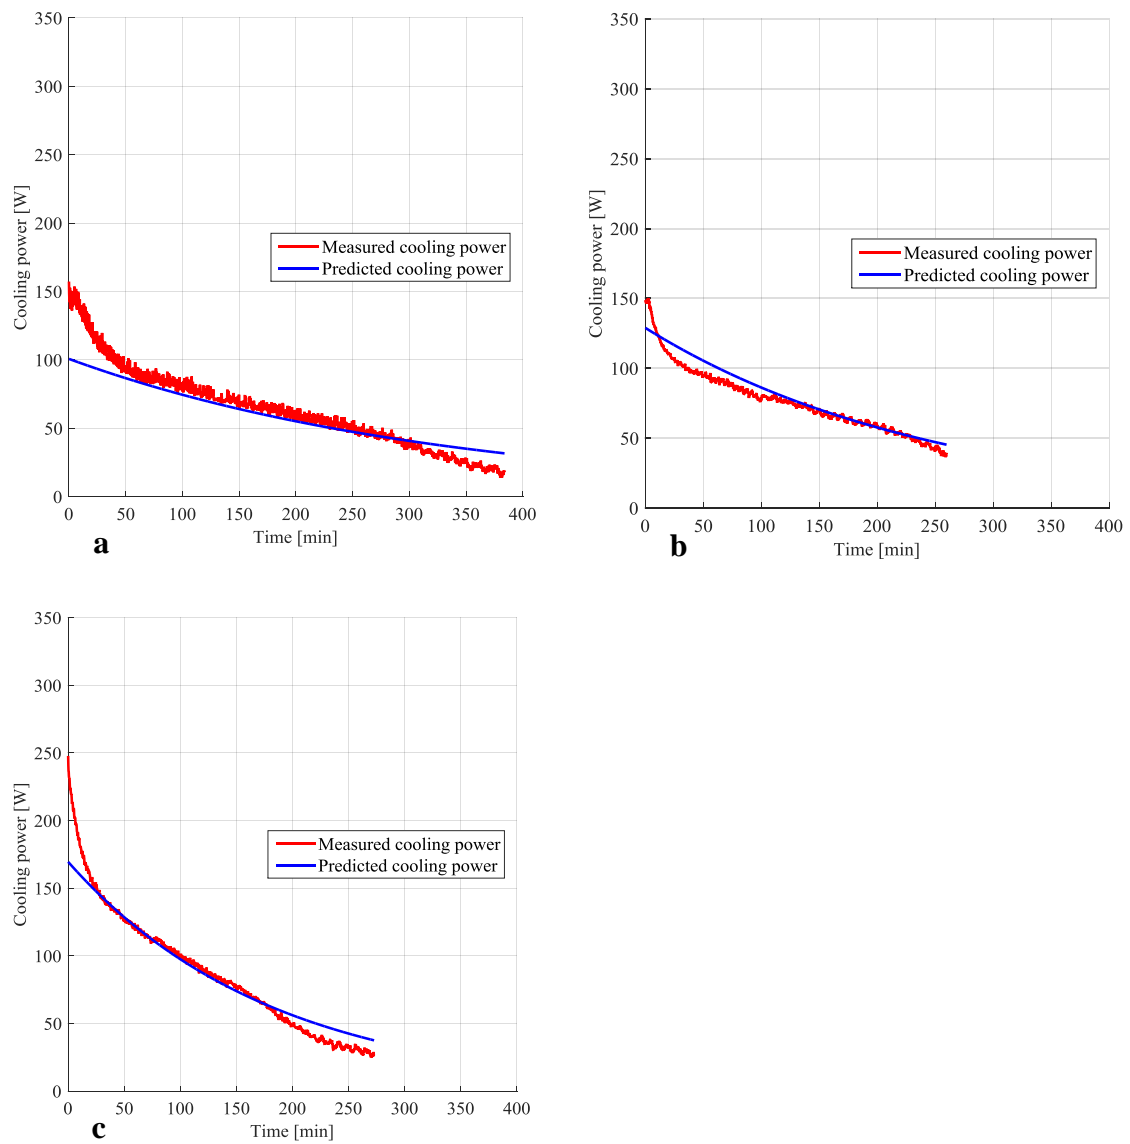 350
300
250
200
150
100
50
0
Cooling power [W]
Measured cooling power
Predicted cooling power
0 50 100 150 200 250 300 350 400
Time [min]
a
350
300
250
200
150
100
50
0
Cooling power [W]
Measured cooling power
Predicted cooling power
0 50 100 150 200 250 300 350 400
Time [min]
b
350
300
250
200
150
100
50
0
Cooling power [W]
Measured cooling power
Predicted cooling power
0 50 100 150 200 250 300 350 400
Time [min]
c